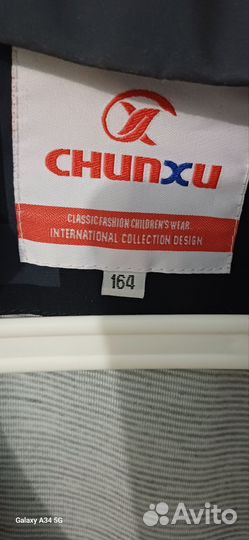 CHUNXU
CLASSIC FASHION CHILDREN'S WEAR
INTERNATIONAL COLLECTION DESIGN
164
Galaxy A34 5G
Avito